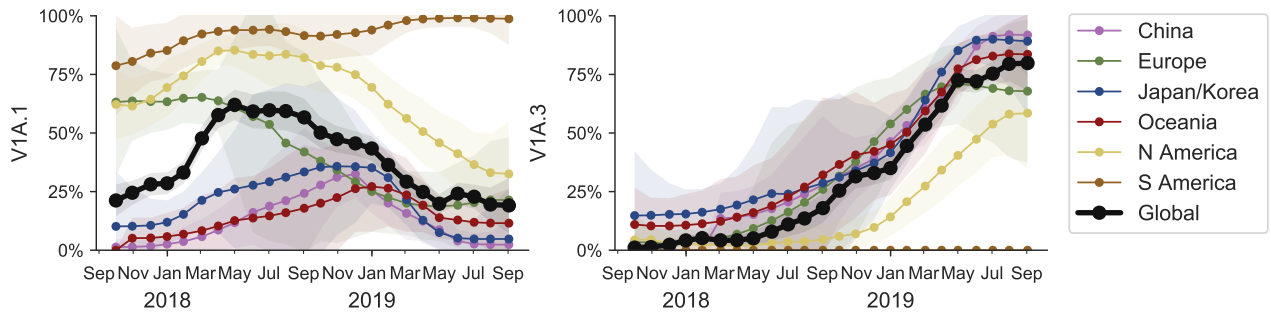 V1A.1
100%
75%
50%
25%
0%
Sep Nov Jan Mar May Jul Sep Nov Jan Mar May Jul Sep
2018 2019
V1A.3
100%
75%
50%
25%
0%
Sep Nov Jan Mar May Jul Sep Nov Jan Mar May Jul Sep
2018 2019
China
Europe
Japan/Korea
Oceania
N America
S America
Global